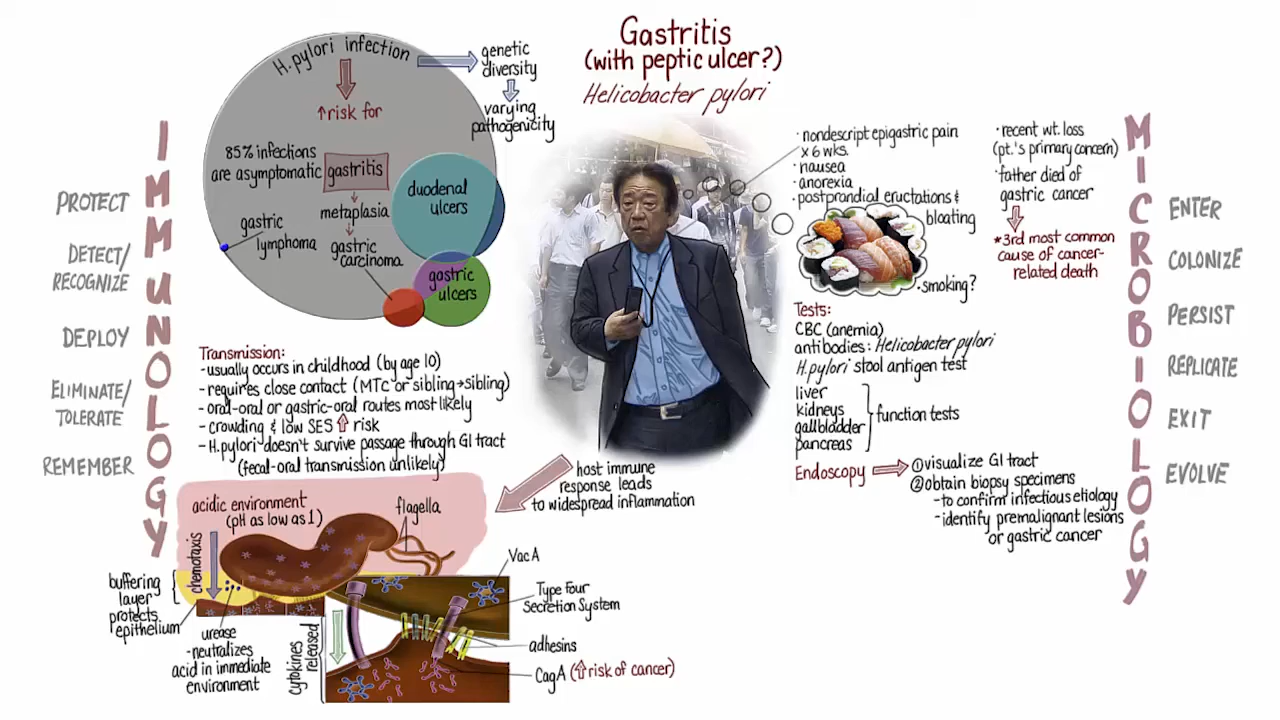 Gastritis
(with peptic ulcer?)
Helicobacter pylori
IMMUNOLOGY
PROTECT
DETECT/
RECOGNIZE
DEPLOY
ELIMINATE/
TOLERATE
REMEMBER
H. pylori infection
genetic
diversity
varying
pathogenicity
↑risk for
85% infections
are asymptomatic
gastritis
metaplasia
gastric
carcinoma
gastric
lymphoma
duodenal
ulcers
gastric
ulcers
Transmission:
- usually occurs in childhood (by age 10)
- requires close contact (MTC or sibling→sibling)
- oral-oral or gastric-oral routes most likely
- crowding & low SES ⇧ risk
- H. pylori doesn't survive passage through GI tract
(fecal-oral transmission unlikely)
host immune
response leads
to widespread inflammation
acidic environment
(pH as low as 1)
flagella
chemotaxis
buffering
layer
protects
epithelium
urease
- neutralizes
acid in immediate
environment
cytokines
released
Vac A
Type Four
Secretion System
adhesins
CagA (⇧risk of cancer)
· nondescript epigastric pain
x 6 wks.
· nausea
· anorexia
· postprandial eructations &
bloating
· smoking?
· recent wt. loss
(pt.'s primary concern)
· father died of
gastric cancer
*3rd most common
cause of cancer-
related death
Tests:
CBC (anemia)
antibodies: Helicobacter pylori
H. pylori stool antigen test
liver
kidneys
gallbladder
pancreas
function tests
Endoscopy
① visualize GI tract
② obtain biopsy specimens
- to confirm infectious etiology
- identify premalignant lesions
or gastric cancer
MICROBIOLOGY
ENTER
COLONIZE
PERSIST
REPLICATE
EXIT
EVOLVE